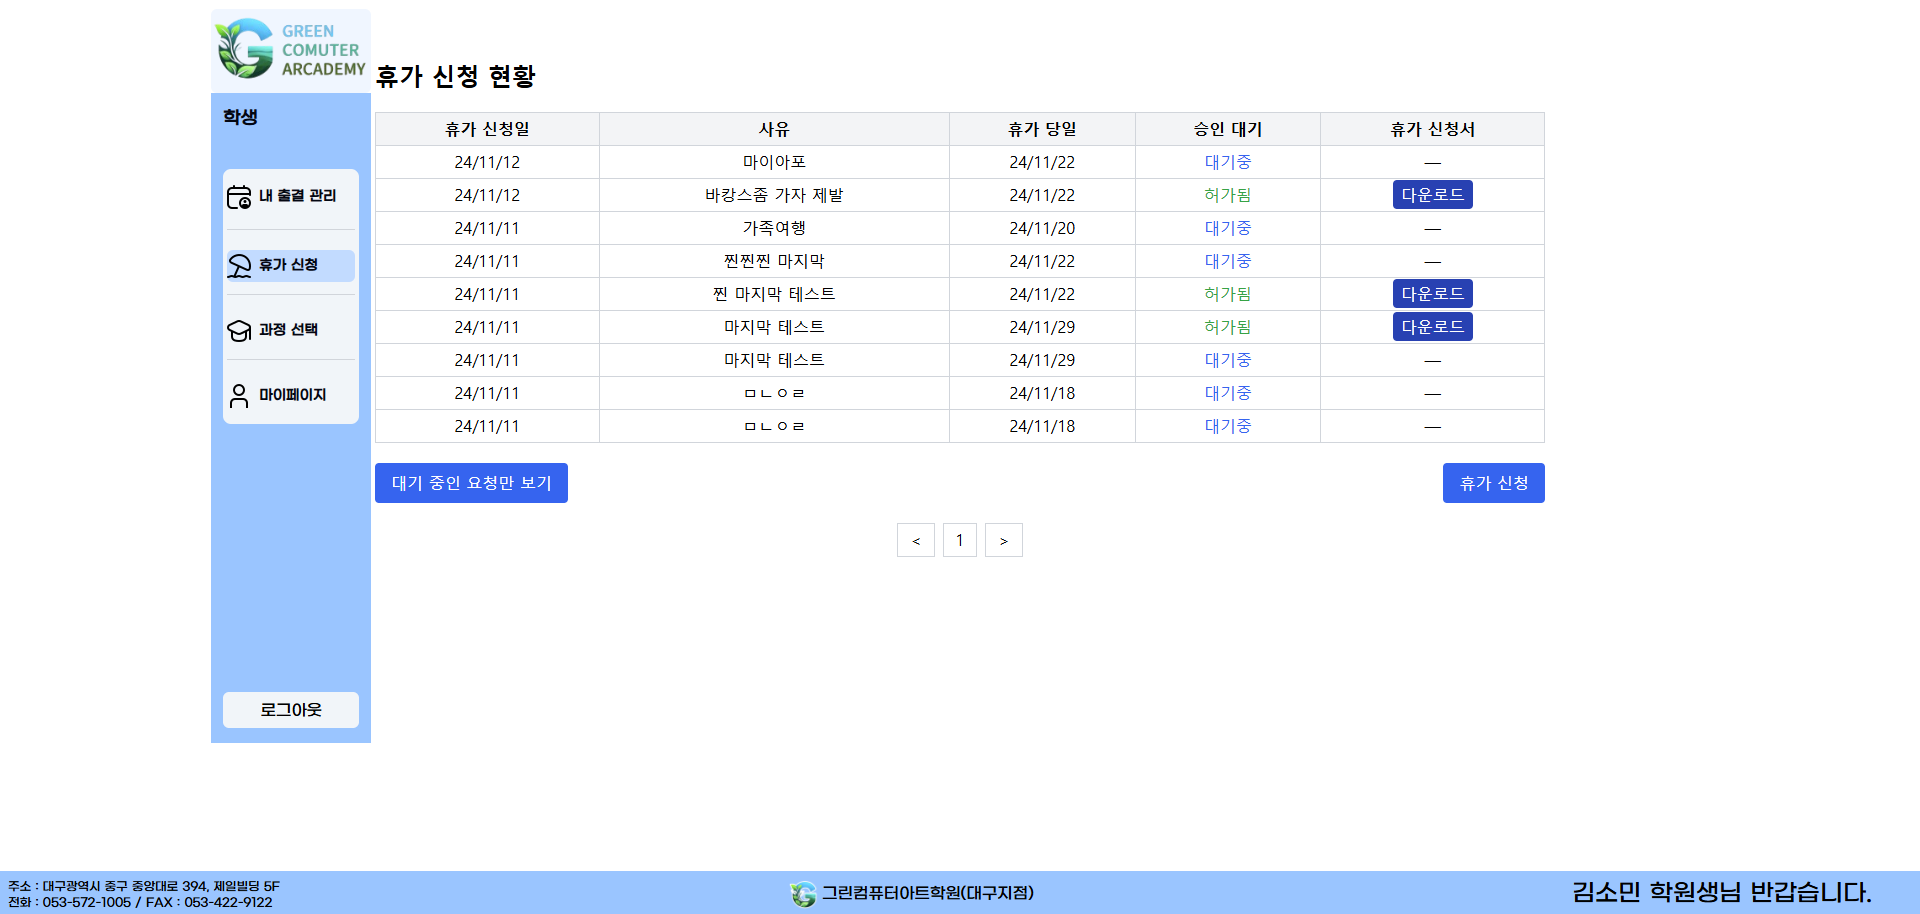 GREEN
COMUTER
ARCADEMY
학생
내 출결 관리
휴가 신청
과정 선택
마이페이지
로그아웃
휴가 신청 현황
휴가 신청일 사유 휴가 당일 승인 대기 휴가 신청서
24/11/12 마이아포 24/11/22 대기중 —
24/11/12 바캉스좀 가자 제발 24/11/22 허가됨 다운로드
24/11/11 가족여행 24/11/20 대기중 —
24/11/11 찐찐찐 마지막 24/11/22 대기중 —
24/11/11 찐 마지막 테스트 24/11/22 허가됨 다운로드
24/11/11 마지막 테스트 24/11/29 허가됨 다운로드
24/11/11 마지막 테스트 24/11/29 대기중 —
24/11/11 ㅁㄴㅇㄹ 24/11/18 대기중 —
24/11/11 ㅁㄴㅇㄹ 24/11/18 대기중 —
대기 중인 요청만 보기 휴가 신청
< 1 >
주소 : 대구광역시 중구 중앙대로 394, 제일빌딩 5F
전화 : 053-572-1005 / FAX : 053-422-9122
그린컴퓨터아트학원(대구지점)
김소민 학원생님 반갑습니다.